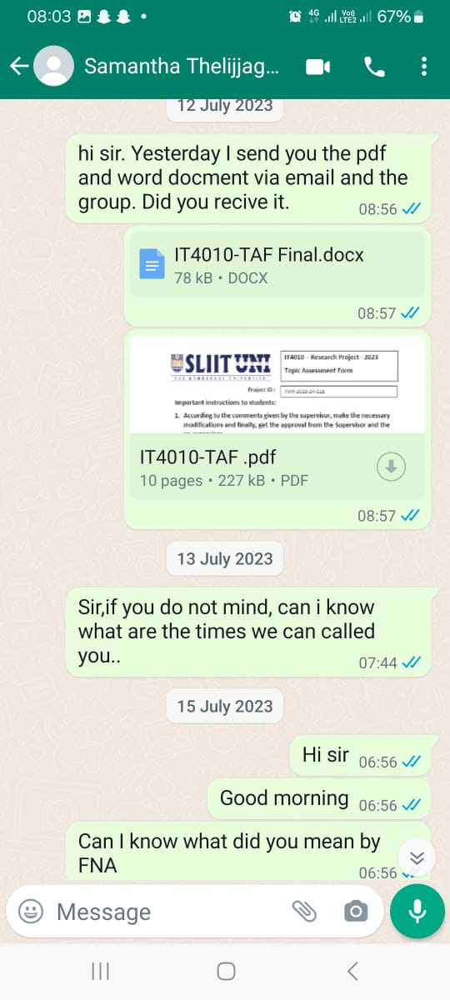 08:03 4G Vo) LTE2 67%
Samantha Thelijjag...
12 July 2023
hi sir. Yesterday I send you the pdf
and word docment via email and the
group. Did you recive it.
08:56
IT4010-TAF Final.docx
78 kB • DOCX
08:57
SLIIT UNI
THE KNOWLEDGE UNIVERSITY
IT4010 – Research Project - 2023
Topic Assessment Form
Project ID:
TMP-2023-24-128
Important instructions to students:
1. According to the comments given by the supervisor, make the necessary
modifications and finally, get the approval from the Supervisor and the
IT4010-TAF .pdf
10 pages • 227 kB • PDF
08:57
13 July 2023
Sir,if you do not mind, can i know
what are the times we can called
you..
07:44
15 July 2023
Hi sir
06:56
Good morning
06:56
Can I know what did you mean by
FNA
06:56
Message